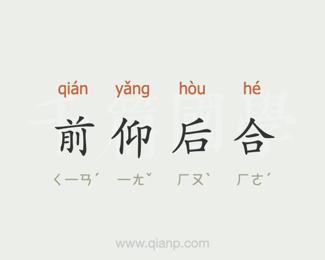 qián yǎng hòu hé
前仰后合
ㄑㄧㄢˊ ㄧㄤˇ ㄏㄡˋ ㄏㄜˊ
www.qianp.com